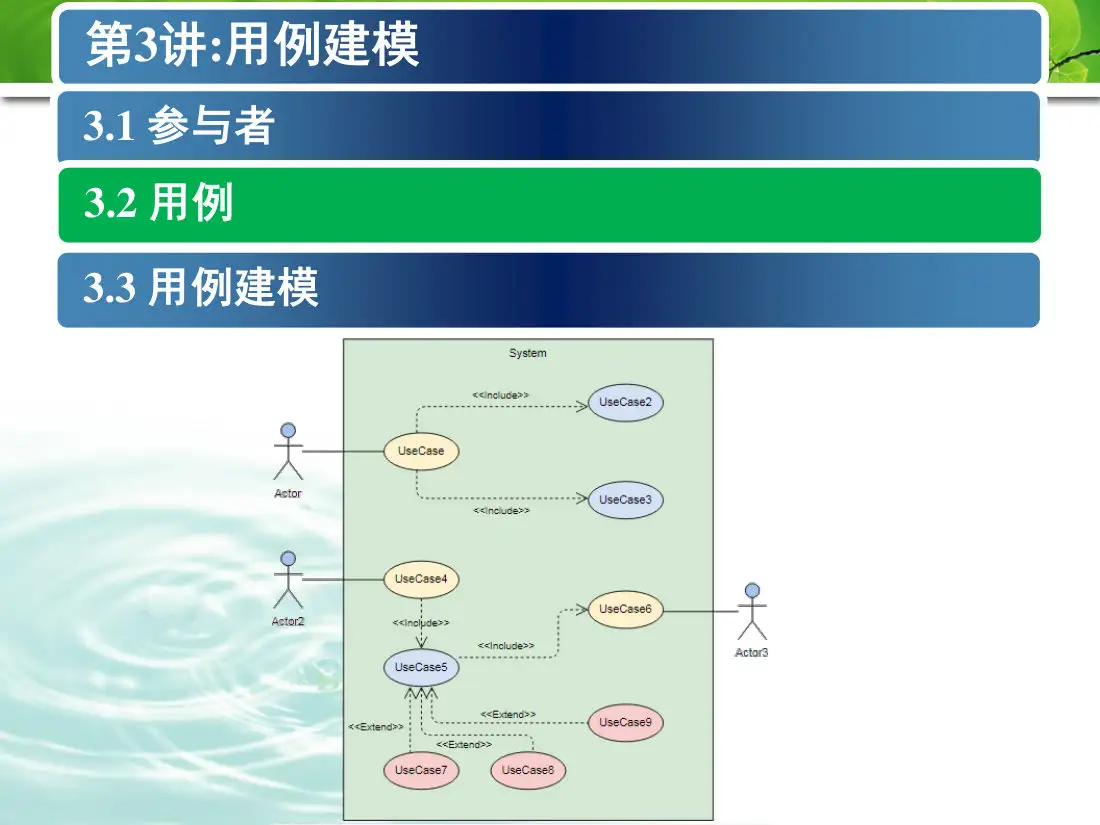 第3讲:用例建模
3.1 参与者
3.2 用例
3.3 用例建模
System
<<Include>>
UseCase2
UseCase
Actor
UseCase3
<<Include>>
UseCase4
Actor2
<<Include>>
UseCase6
<<Include>>
Actor3
UseCase5
<<Extend>>
UseCase9
<<Extend>>
<<Extend>>
UseCase7
UseCase8